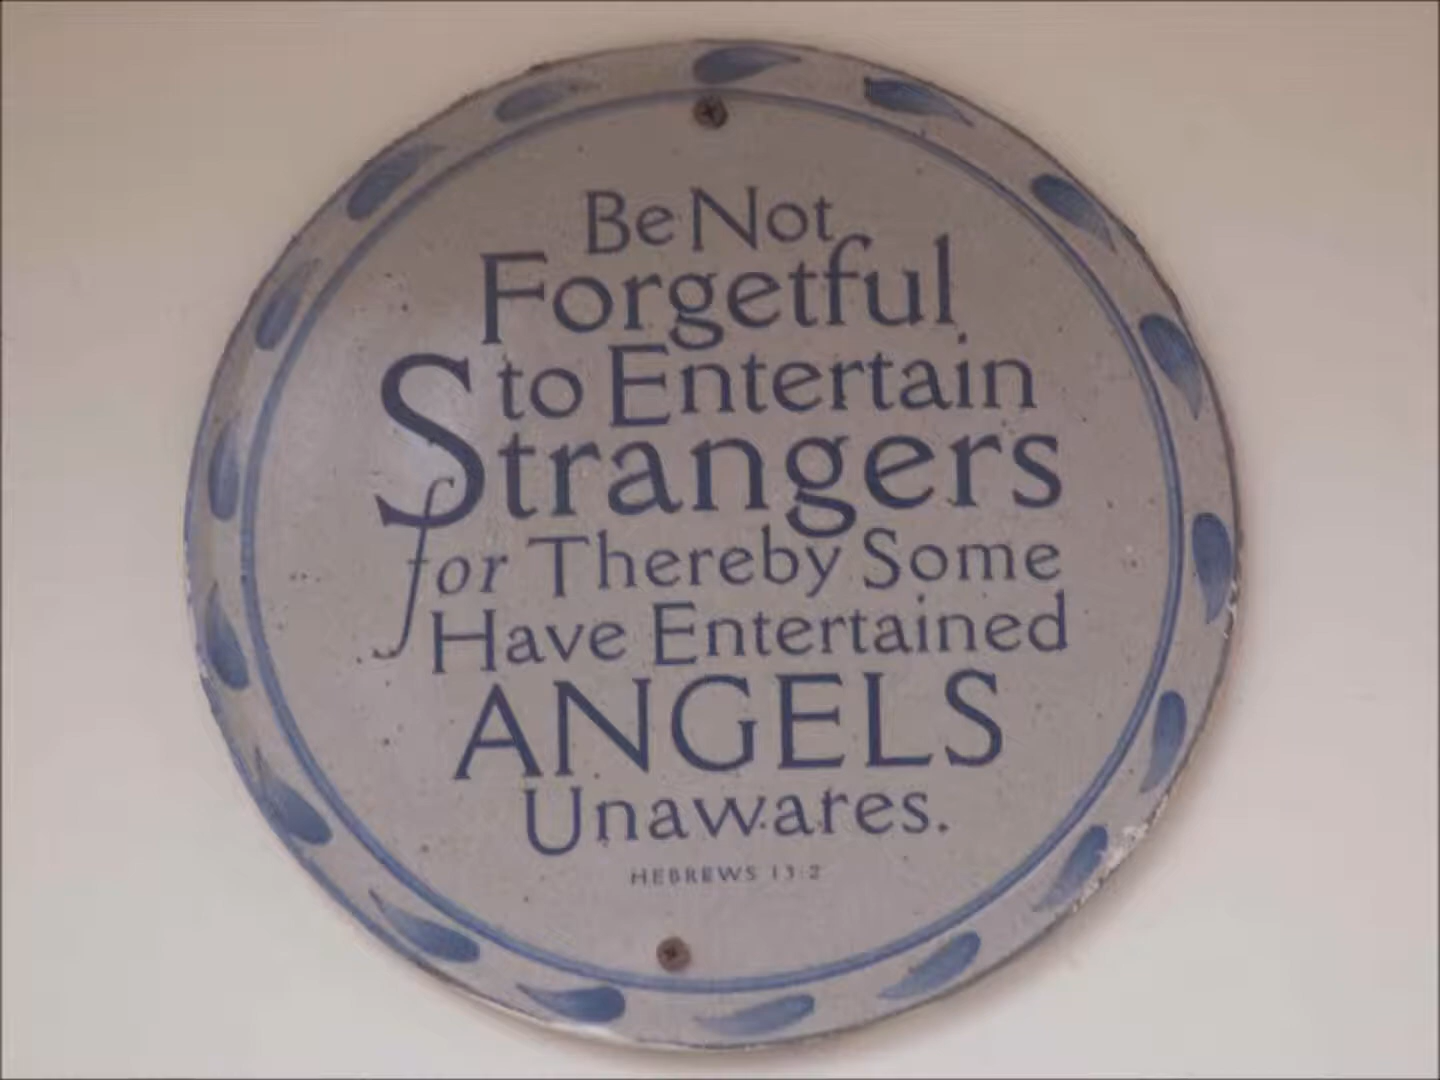 Be Not
Forgetful
to Entertain
Strangers
for Thereby Some
Have Entertained
ANGELS
Unawares.
HEBREWS 13:2